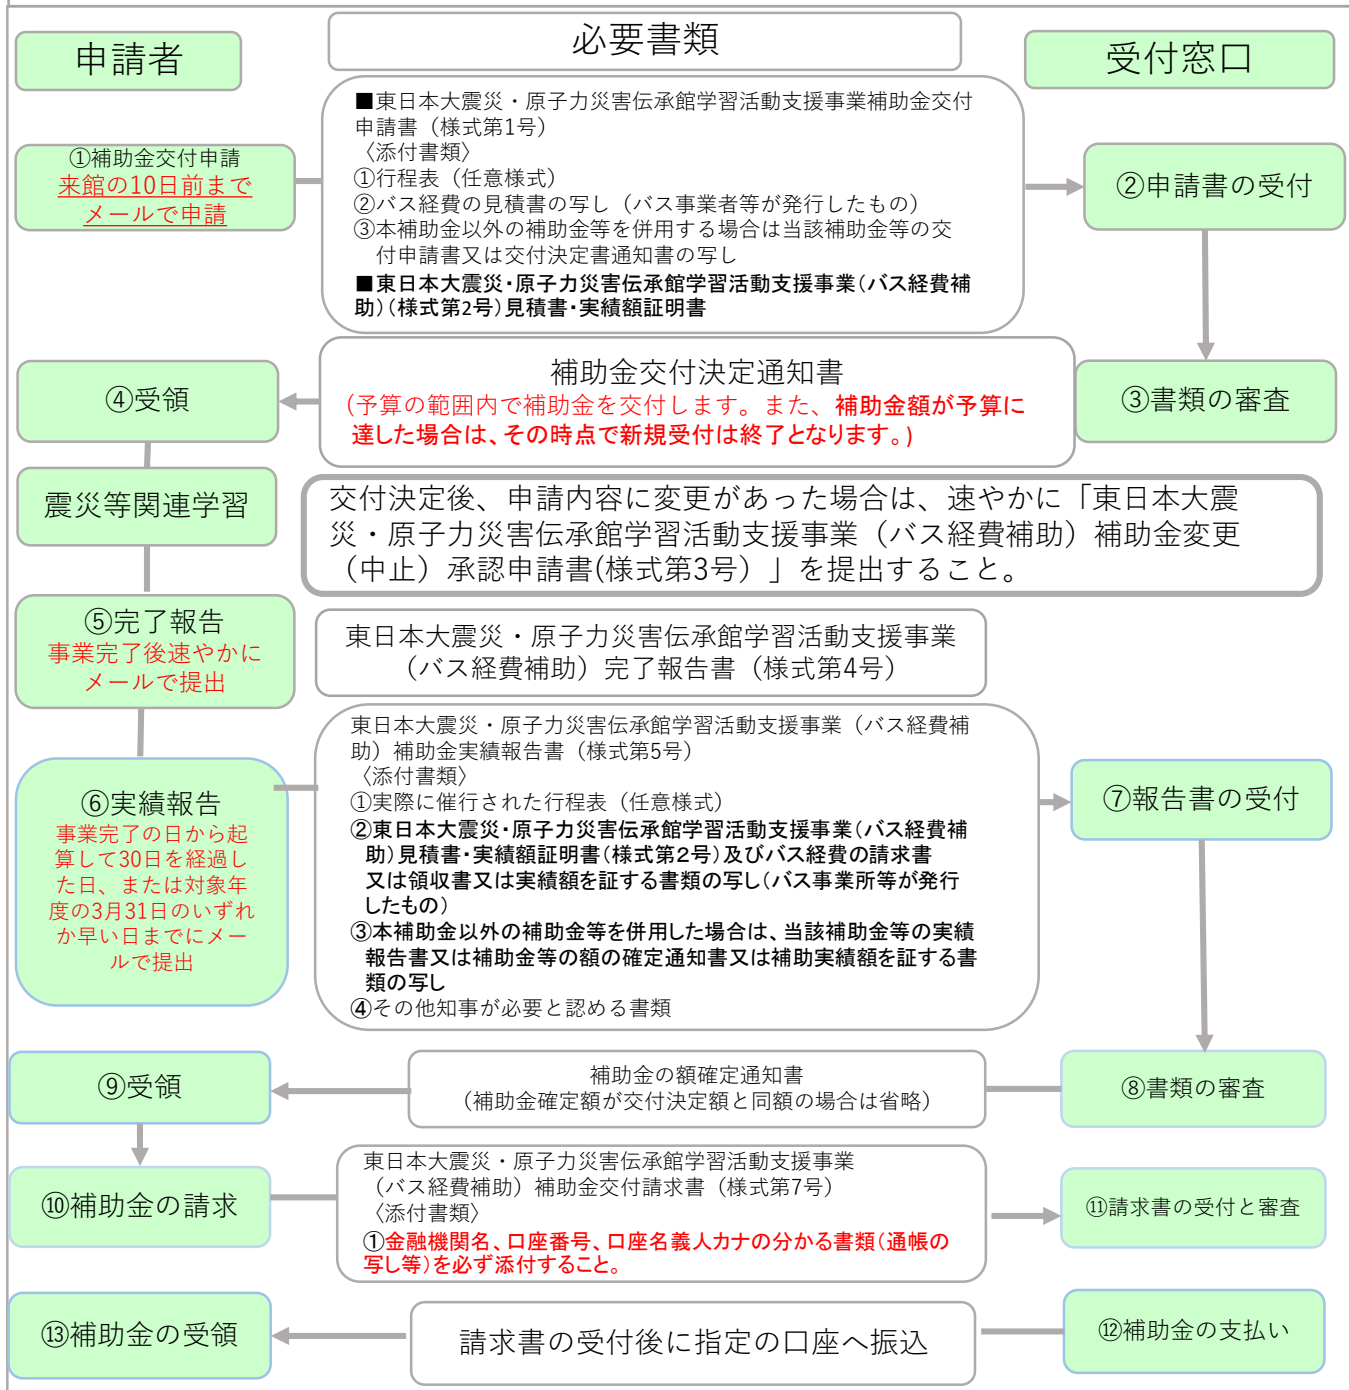 申請者
必要書類
受付窓口
①補助金交付申請
来館の10日前まで
メールで申請
■東日本大震災・原子力災害伝承館学習活動支援事業補助金交付
申請書（様式第1号）
〈添付書類〉
①行程表（任意様式）
②バス経費の見積書の写し（バス事業者等が発行したもの）
③本補助金以外の補助金等を併用する場合は当該補助金等の交
付申請書又は交付決定書通知書の写し
■東日本大震災・原子力災害伝承館学習活動支援事業（バス経費補
助）（様式第2号）見積書・実績額証明書
②申請書の受付
④受領
補助金交付決定通知書
(予算の範囲内で補助金を交付します。また、補助金額が予算に
達した場合は、その時点で新規受付は終了となります。)
③書類の審査
震災等関連学習
交付決定後、申請内容に変更があった場合は、速やかに「東日本大震
災・原子力災害伝承館学習活動支援事業（バス経費補助）補助金変更
（中止）承認申請書(様式第3号）」を提出すること。
⑤完了報告
事業完了後速やかに
メールで提出
東日本大震災・原子力災害伝承館学習活動支援事業
（バス経費補助）完了報告書（様式第4号）
⑥実績報告
事業完了の日から起
算して30日を経過し
た日、または対象年
度の3月31日のいずれ
か早い日までにメー
ルで提出
東日本大震災・原子力災害伝承館学習活動支援事業（バス経費補
助）補助金実績報告書（様式第5号）
〈添付書類〉
①実際に催行された行程表（任意様式）
②東日本大震災・原子力災害伝承館学習活動支援事業（バス経費補
助）見積書・実績額証明書（様式第２号）及びバス経費の請求書
又は領収書又は実績額を証する書類の写し（バス事業所等が発行
したもの）
③本補助金以外の補助金等を併用した場合は、当該補助金等の実績
報告書又は補助金等の額の確定通知書又は補助実績額を証する書
類の写し
④その他知事が必要と認める書類
⑦報告書の受付
⑨受領
補助金の額確定通知書
（補助金確定額が交付決定額と同額の場合は省略）
⑧書類の審査
⑩補助金の請求
東日本大震災・原子力災害伝承館学習活動支援事業
（バス経費補助）補助金交付請求書（様式第7号）
〈添付書類〉
①金融機関名、口座番号、口座名義人カナの分かる書類（通帳の
写し等）を必ず添付すること。
⑪請求書の受付と審査
⑬補助金の受領
請求書の受付後に指定の口座へ振込
⑫補助金の支払い